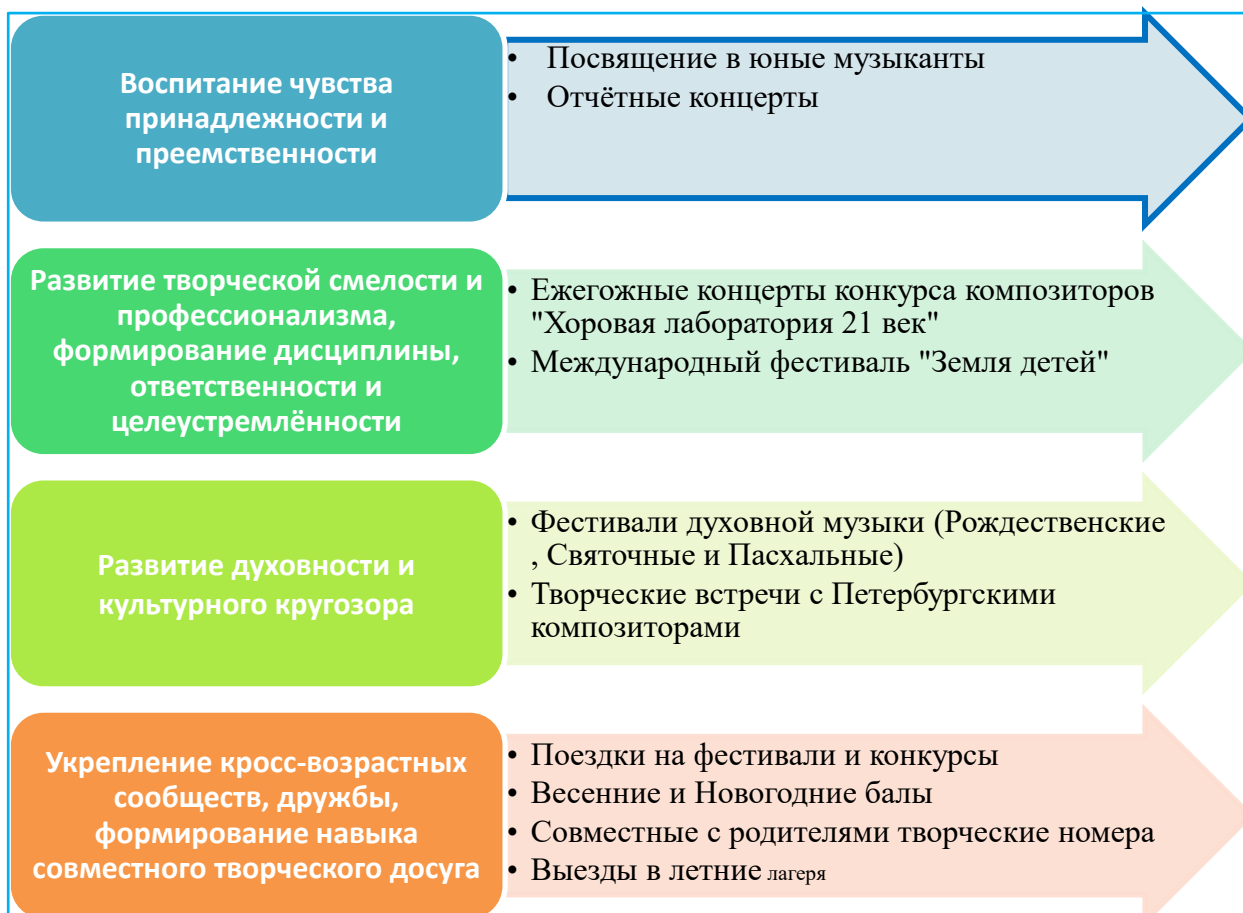 Воспитание чувства
принадлежности и
преемственности
• Посвящение в юные музыканты
• Отчётные концерты
Развитие творческой смелости и
профессионализма,
формирование дисциплины,
ответственности и
целеустремлённости
• Ежегожные концерты конкурса композиторов
"Хоровая лаборатория 21 век"
• Международный фестиваль "Земля детей"
Развитие духовности и
культурного кругозора
• Фестивали духовной музыки (Рождественские
, Святочные и Пасхальные)
• Творческие встречи с Петербургскими
композиторами
Укрепление кросс-возрастных
сообществ, дружбы,
формирование навыка
совместного творческого досуга
• Поездки на фестивали и конкурсы
• Весенние и Новогодние балы
• Совместные с родителями творческие номера
• Выезды в летние лагеря